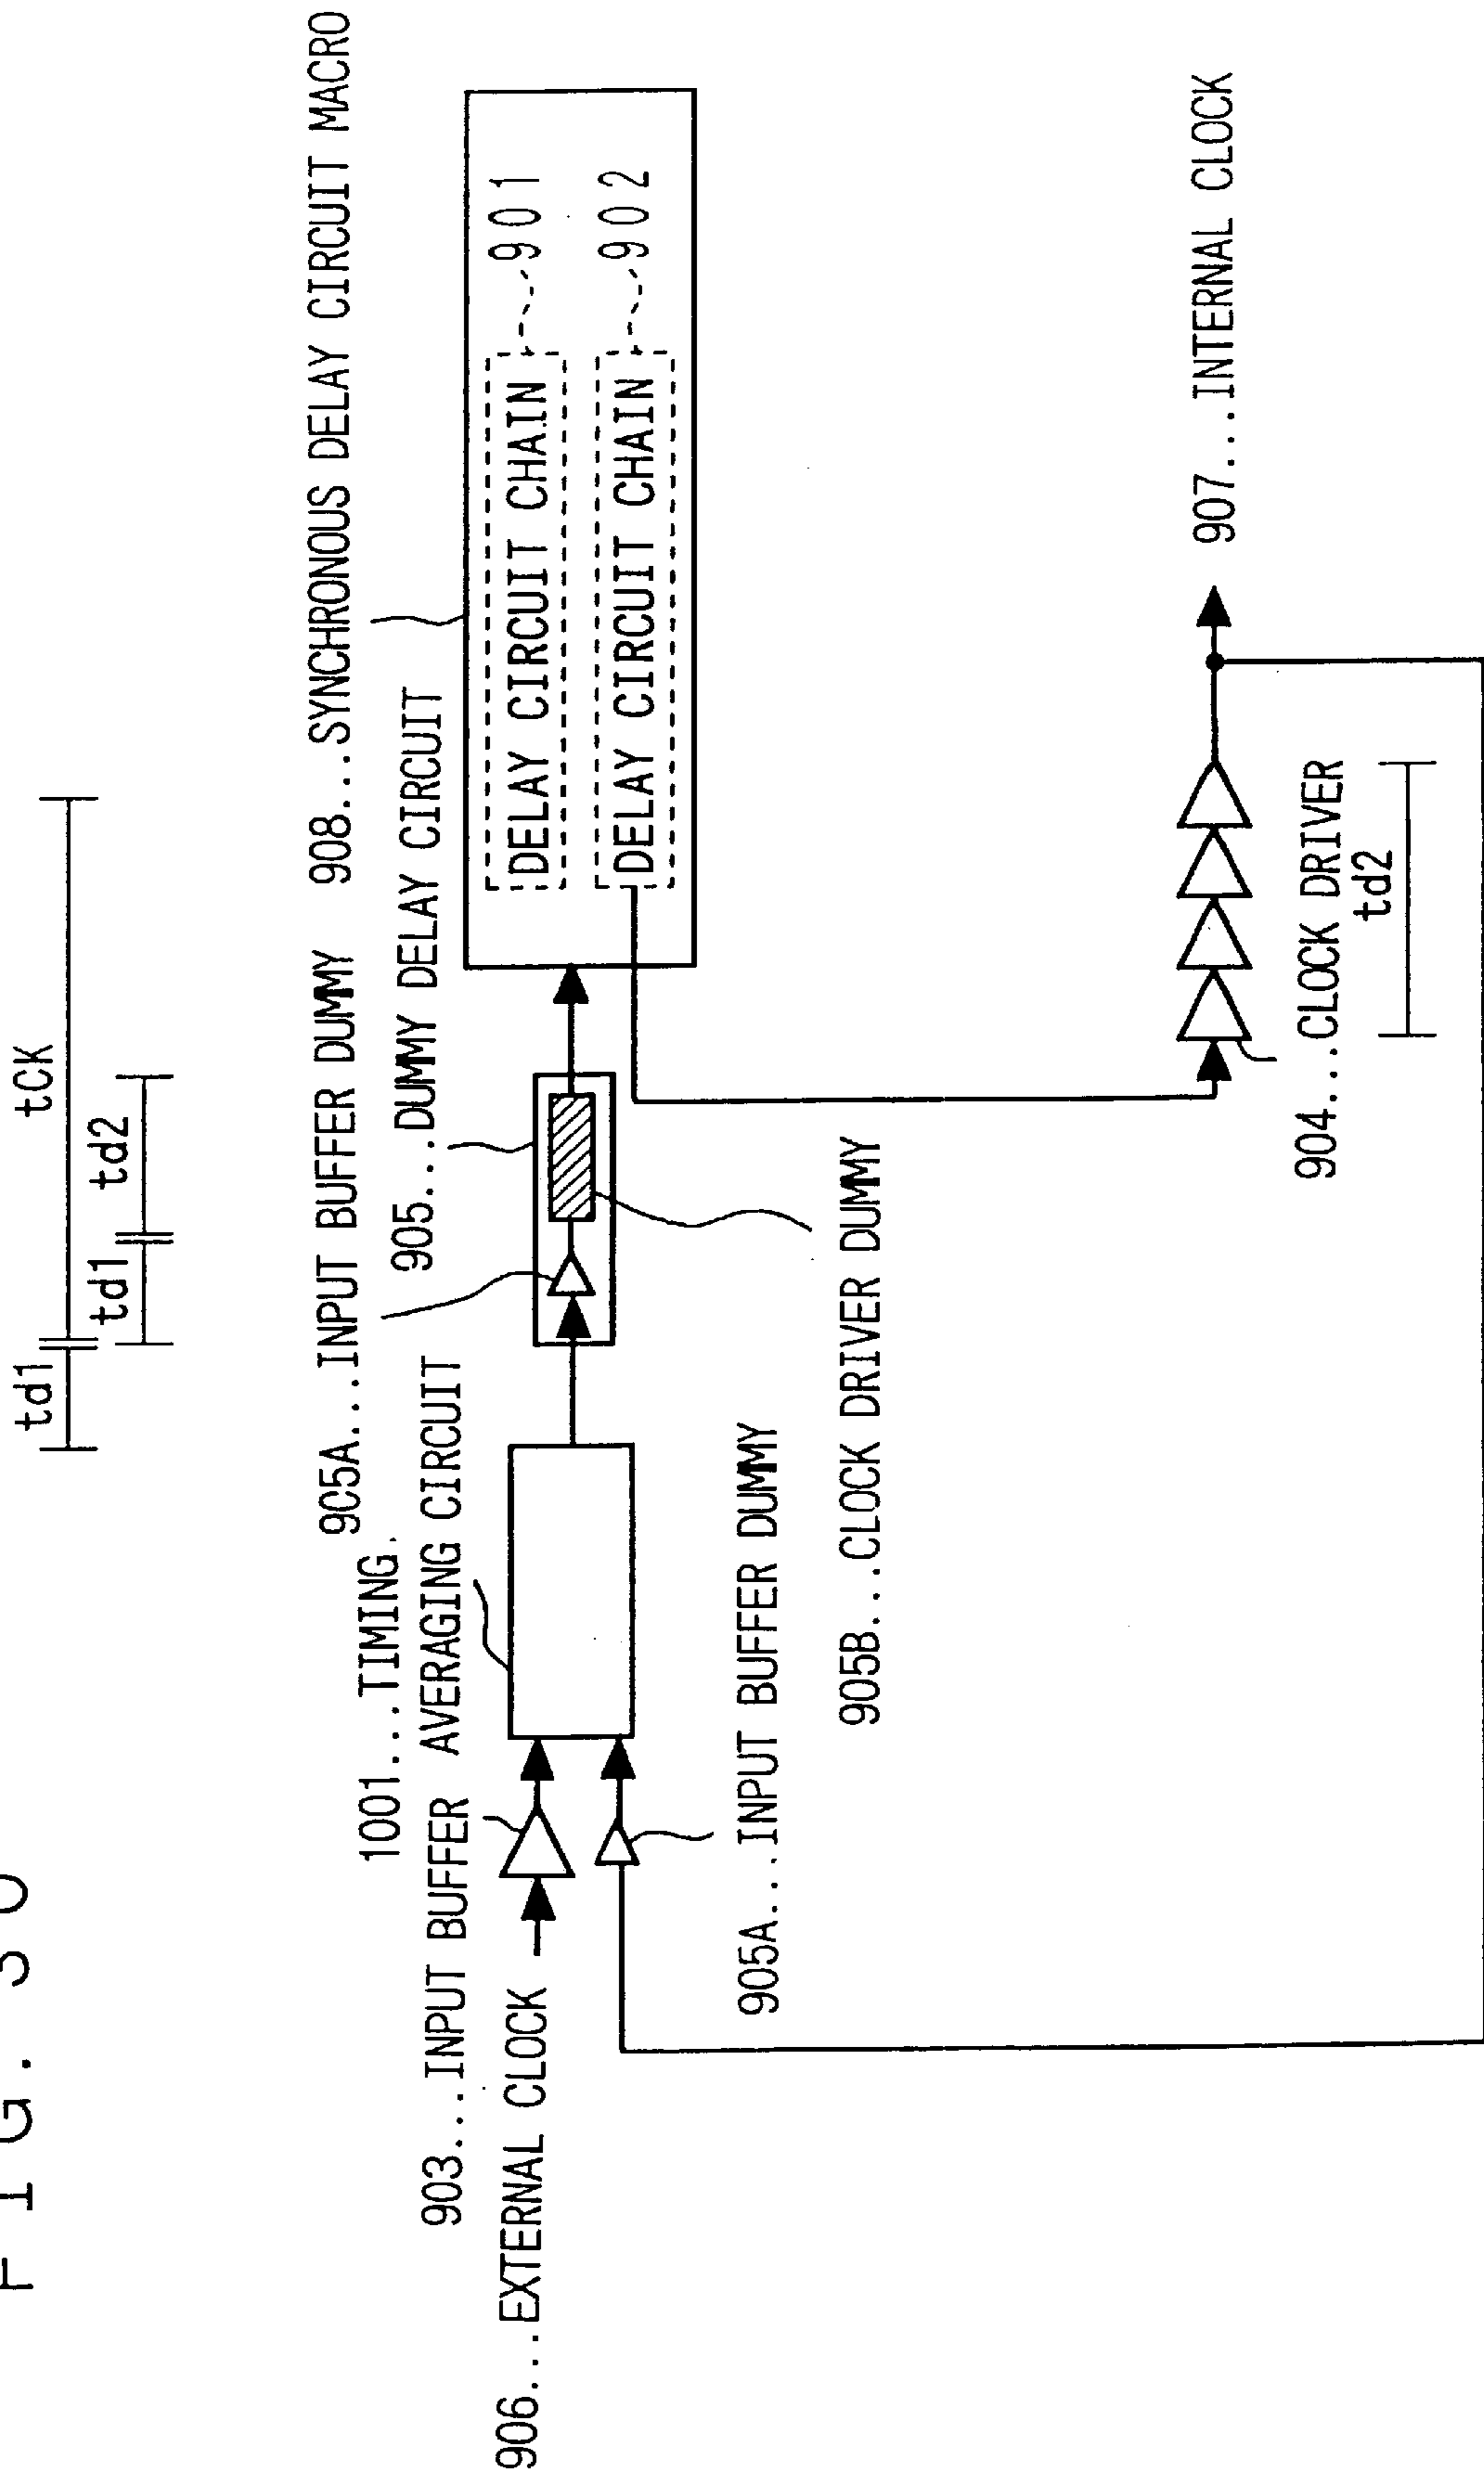 FIG. 30
td1
tCK
td1
td2
908...SYNCHRONOUS DELAY CIRCUIT MACRO
905A...INPUT BUFFER DUMMY
905...DUMMY DELAY CIRCUIT
1001...TIMING
AVERAGING CIRCUIT
903...INPUT BUFFER
906...EXTERNAL CLOCK
DELAY CIRCUIT CHAIN
901
DELAY CIRCUIT CHAIN
902
905A...INPUT BUFFER DUMMY
905B...CLOCK DRIVER DUMMY
907...INTERNAL CLOCK
904...CLOCK DRIVER
td2